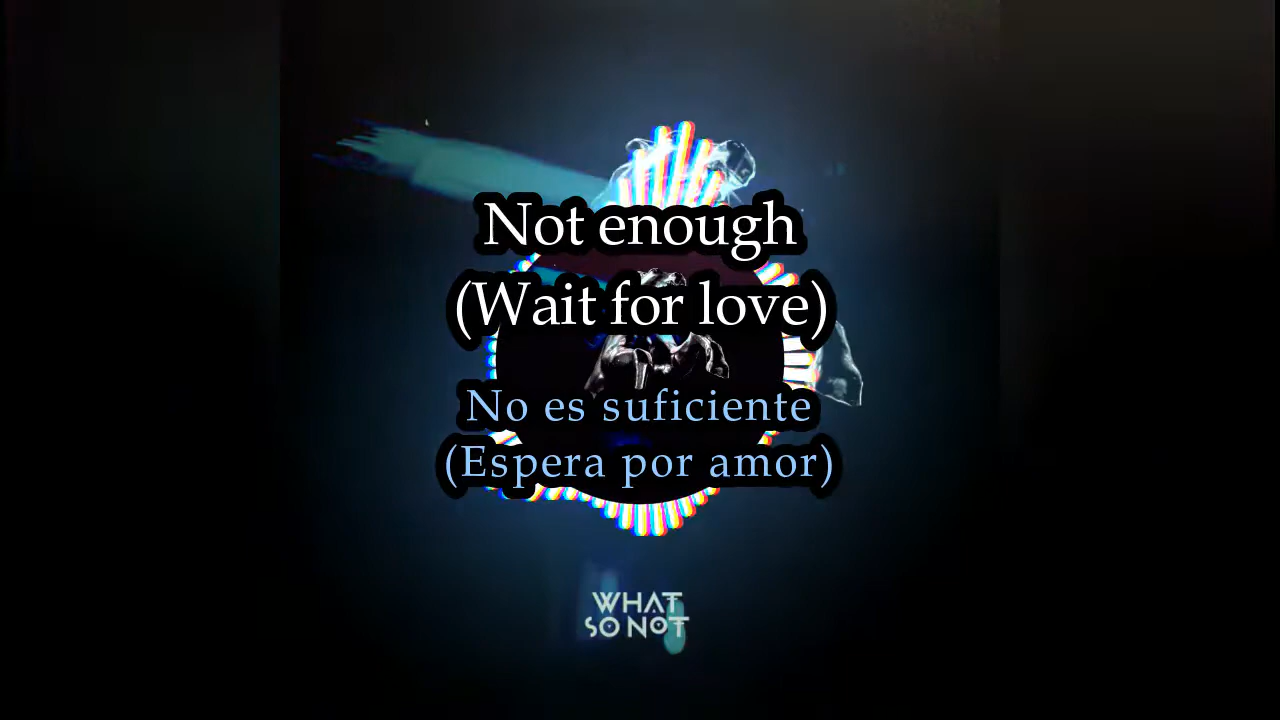 Not enough
(Wait for love)
No es suficiente
(Espera por amor)
WHAT
SO NOT